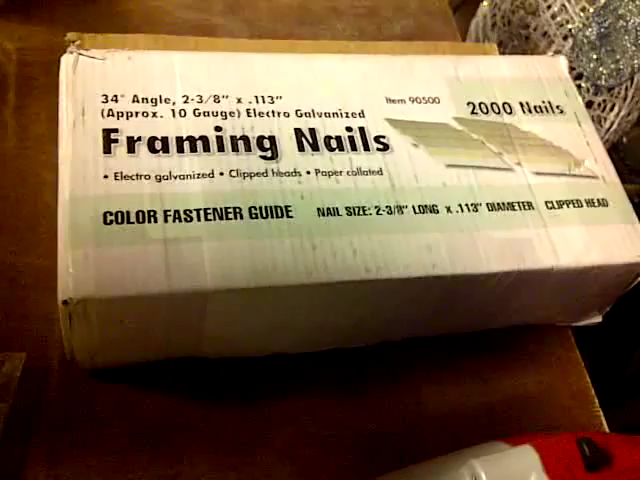 34° Angle, 2-3/8" x .113"
(Approx. 10 Gauge) Electro Galvanized
Item 90500
2000 Nails
Framing Nails
• Electro galvanized • Clipped heads • Paper collated
COLOR FASTENER GUIDE NAIL SIZE: 2-3/8" LONG x .113" DIAMETER CLIPPED HEAD